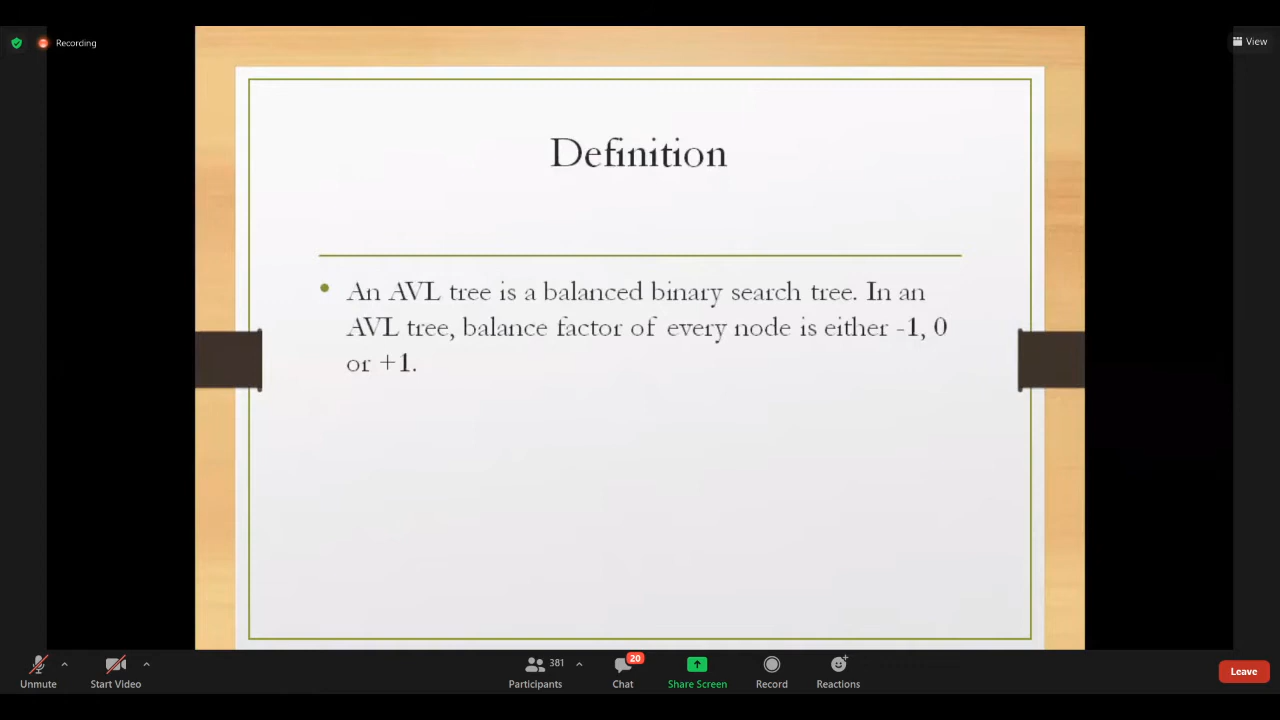 Recording
View
Definition
• An AVL tree is a balanced binary search tree. In an
AVL tree, balance factor of every node is either -1, 0
or +1.
Unmute
Start Video
381
Participants
20
Chat
Share Screen
Record
Reactions
Leave